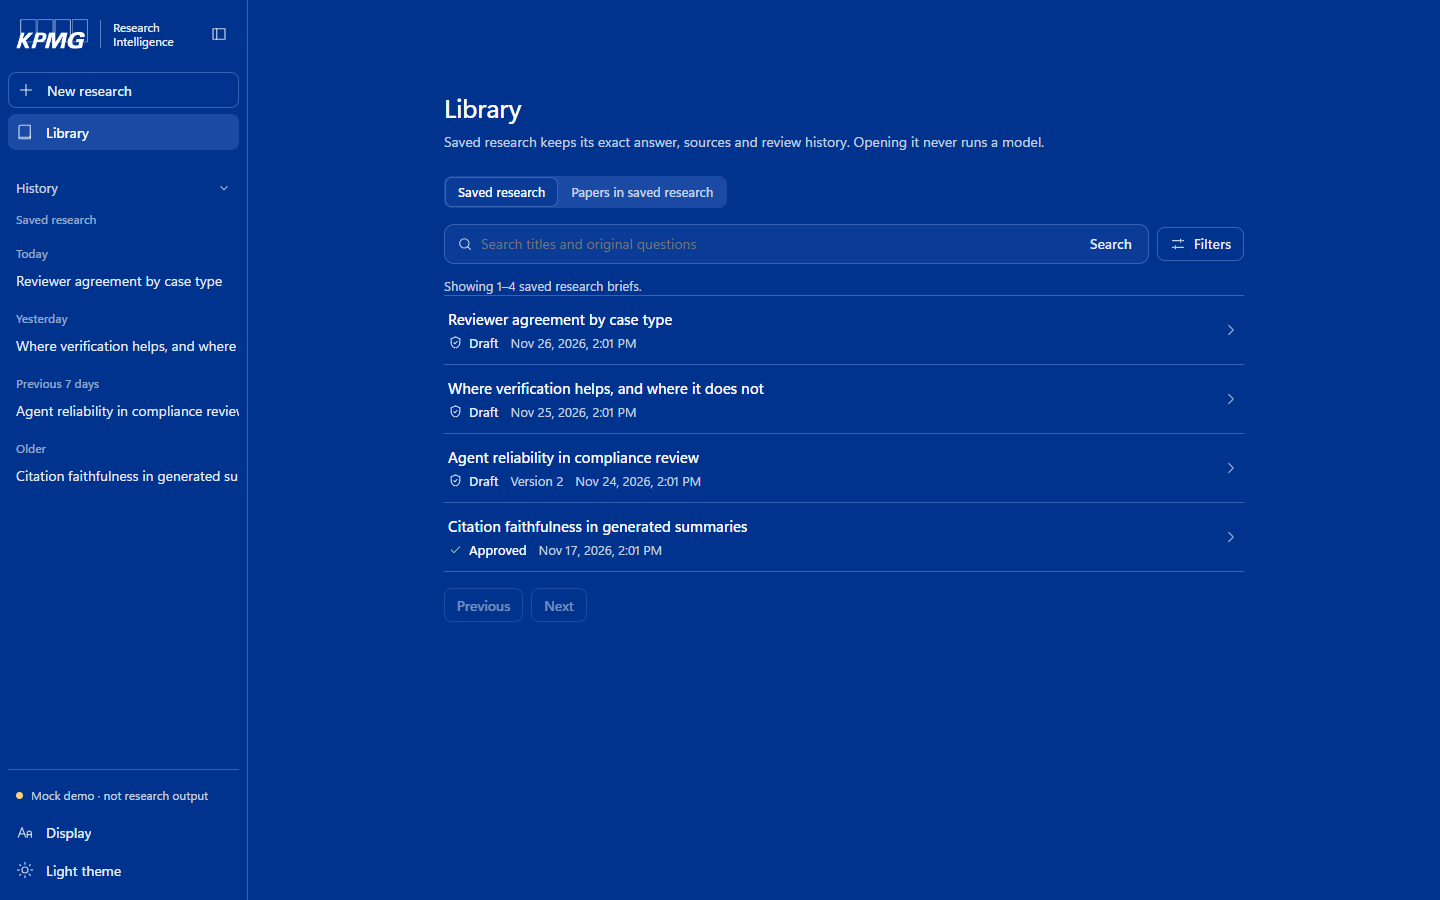 KPMG
Research
Intelligence
New research
Library
History
Saved research
Today
Reviewer agreement by case type
Yesterday
Where verification helps, and where
Previous 7 days
Agent reliability in compliance review
Older
Citation faithfulness in generated su
Mock demo · not research output
Display
Light theme
Library
Saved research keeps its exact answer, sources and review history. Opening it never runs a model.
Saved research Papers in saved research
Search titles and original questions Search Filters
Showing 1–4 saved research briefs.
Reviewer agreement by case type
Draft Nov 26, 2026, 2:01 PM
Where verification helps, and where it does not
Draft Nov 25, 2026, 2:01 PM
Agent reliability in compliance review
Draft Version 2 Nov 24, 2026, 2:01 PM
Citation faithfulness in generated summaries
Approved Nov 17, 2026, 2:01 PM
Previous Next